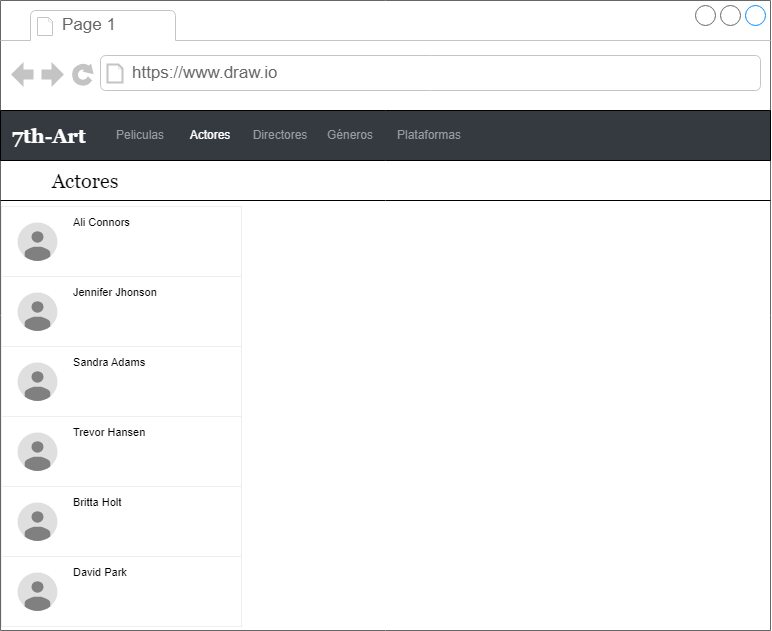 Page 1
https://www.draw.io
7th-Art Peliculas Actores Directores Géneros Plataformas
Actores
Ali Connors
Jennifer Jhonson
Sandra Adams
Trevor Hansen
Britta Holt
David Park